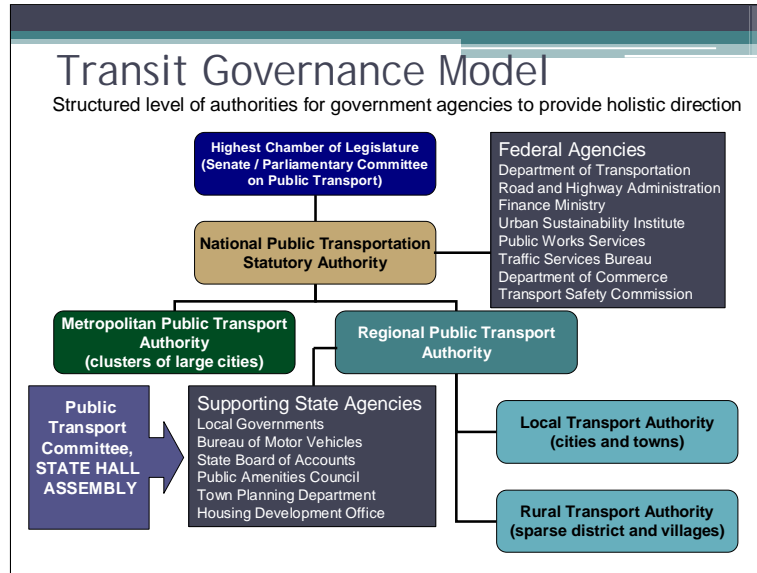 Transit Governance Model
Structured level of authorities for government agencies to provide holistic direction
Highest Chamber of Legislature
(Senate / Parliamentary Committee
on Public Transport)
Federal Agencies
Department of Transportation
Road and Highway Administration
Finance Ministry
Urban Sustainability Institute
Public Works Services
Traffic Services Bureau
Department of Commerce
Transport Safety Commission
National Public Transportation
Statutory Authority
Metropolitan Public Transport
Authority
(clusters of large cities)
Regional Public Transport
Authority
Public
Transport
Committee,
STATE HALL
ASSEMBLY
Supporting State Agencies
Local Governments
Bureau of Motor Vehicles
State Board of Accounts
Public Amenities Council
Town Planning Department
Housing Development Office
Local Transport Authority
(cities and towns)
Rural Transport Authority
(sparse district and villages)